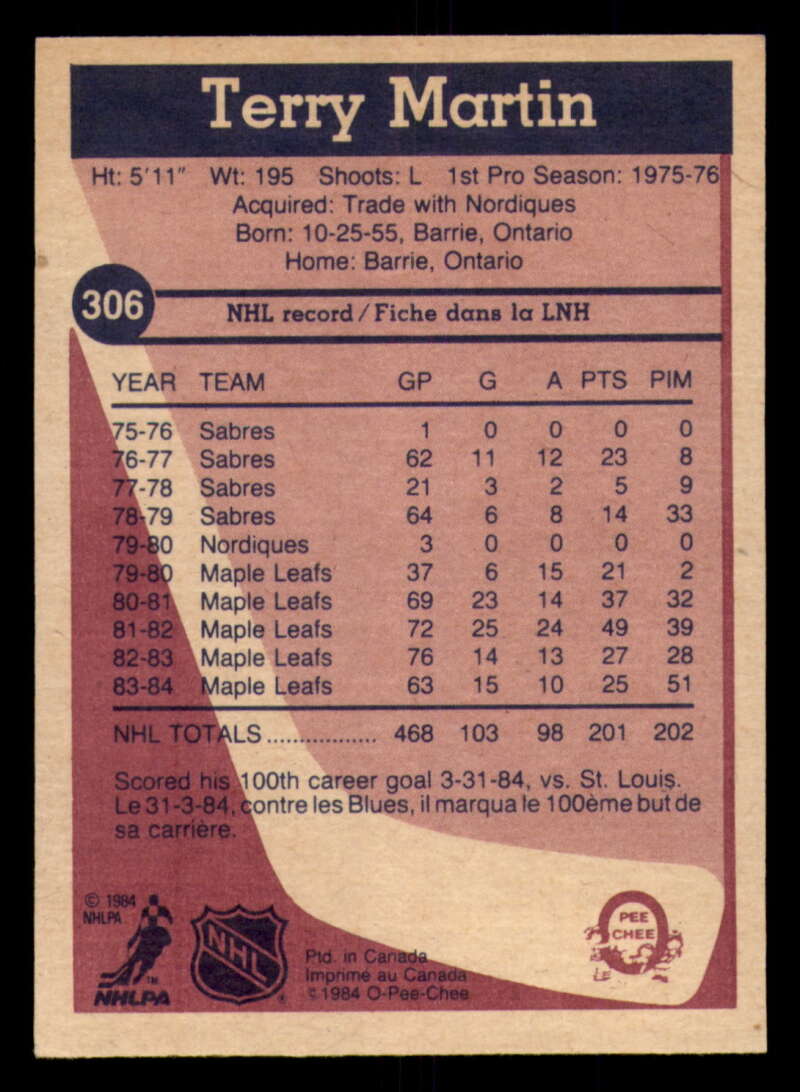 Terry Martin
Ht: 5'11" Wt: 195 Shoots: L 1st Pro Season: 1975-76
Acquired: Trade with Nordiques
Born: 10-25-55, Barrie, Ontario
Home: Barrie, Ontario
306
NHL record/Fiche dans la LNH
YEAR TEAM GP G A PTS PIM
75-76 Sabres 1 0 0 0 0
76-77 Sabres 62 11 12 23 8
77-78 Sabres 21 3 2 5 9
78-79 Sabres 64 6 8 14 33
79-80 Nordiques 3 0 0 0 0
79-80 Maple Leafs 37 6 15 21 2
80-81 Maple Leafs 69 23 14 37 32
81-82 Maple Leafs 72 25 24 49 39
82-83 Maple Leafs 76 14 13 27 28
83-84 Maple Leafs 63 15 10 25 51
NHL TOTALS................. 468 103 98 201 202
Scored his 100th career goal 3-31-84, vs. St. Louis.
Le 31-3-84, contre les Blues, il marqua le 100ème but de
sa carrière.
© 1984
NHLPA
NHLPA
NHL
Ptd. in Canada
Imprimé au Canada
© 1984 O-Pee-Chee
PEE
CHEE